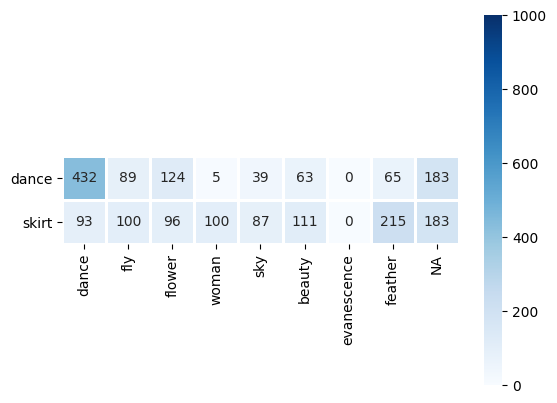 1000
800
600
400
200
0
dance 432 89 124 5 39 63 0 65 183
skirt 93 100 96 100 87 111 0 215 183
dance fly flower woman sky beauty evanescence feather NA